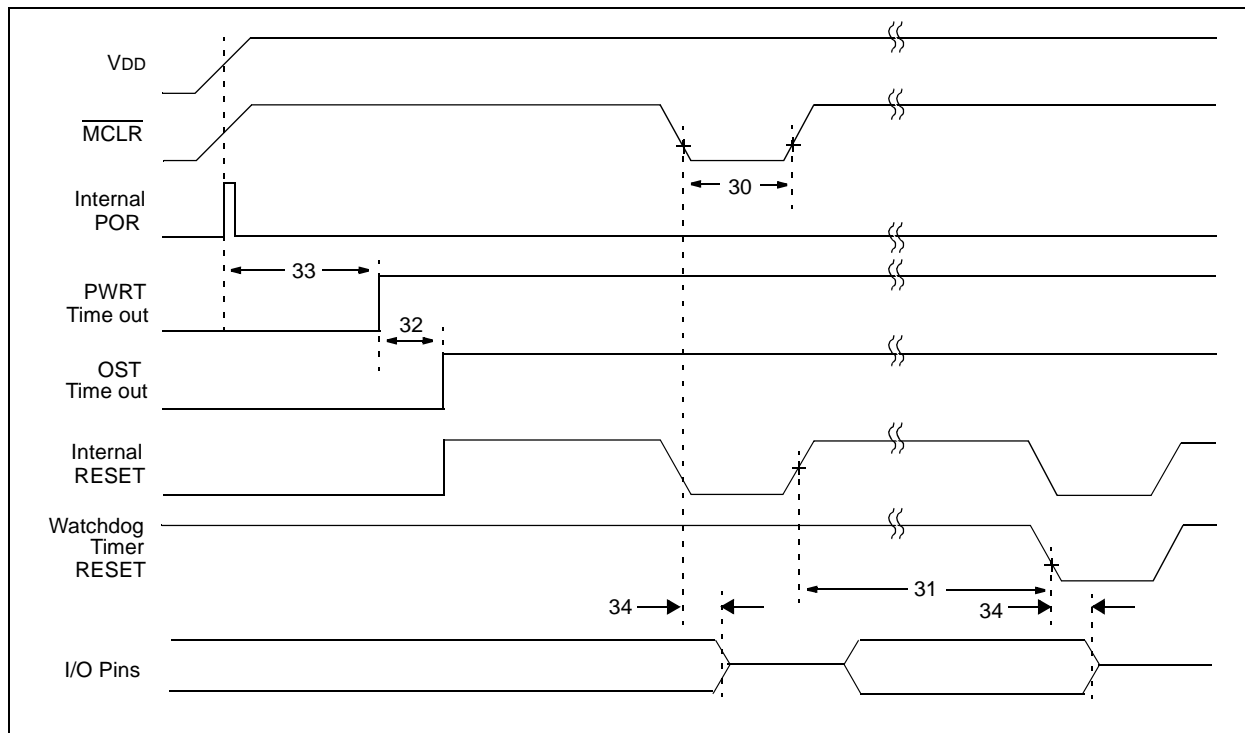 VDD
MCLR
30
Internal
POR
33
PWRT
Time out
32
OST
Time out
Internal
RESET
Watchdog
Timer
RESET
31
34
34
I/O Pins